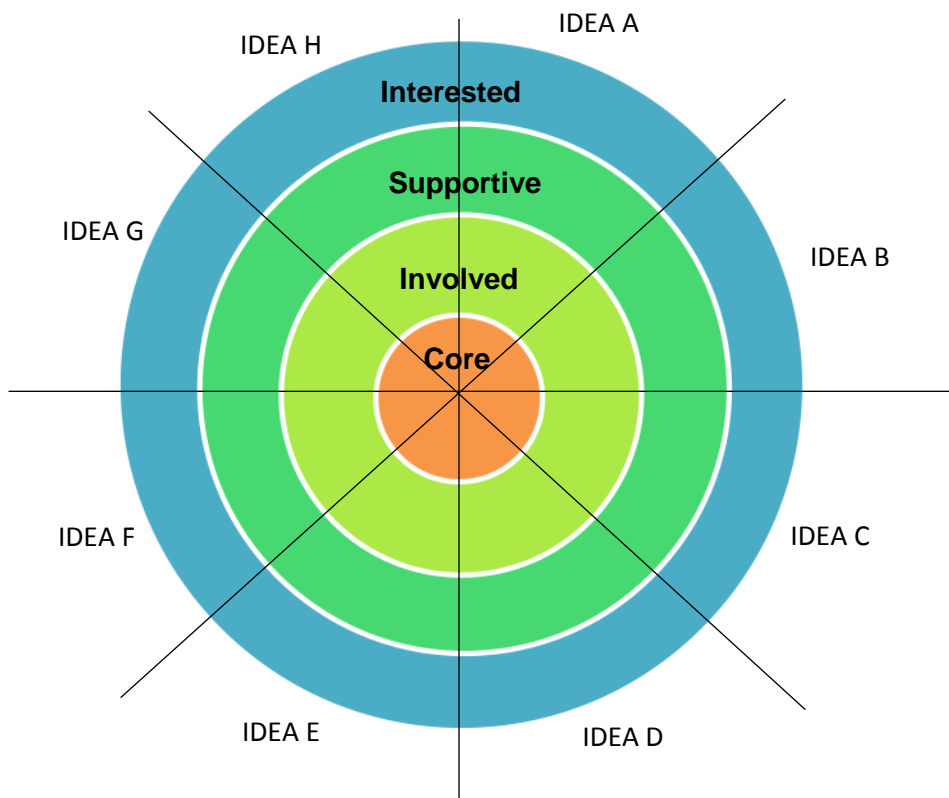 IDEA A
IDEA H
Interested
Supportive
IDEA G
IDEA B
Involved
Core
IDEA F
IDEA C
IDEA E
IDEA D